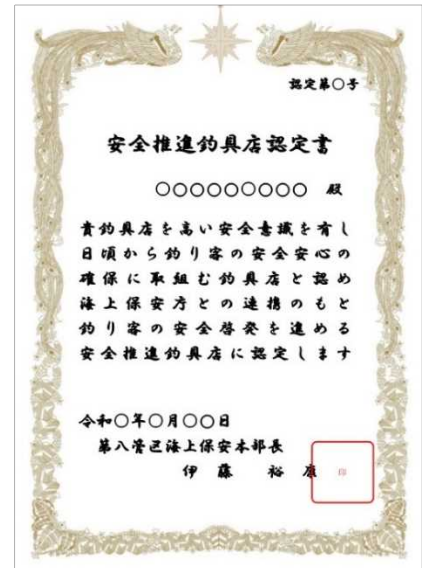 認定第○号
安全推進釣具店認定書
○○○○○○○○○ 殿
貴釣具店を高い安全意識を有し
日頃から釣り客の安全安心の
確保に取組む釣具店と認め
海上保安庁との連携のもと
釣り客の安全啓発を進める
安全推進釣具店に認定します
令和○年○月○○日
第八管区海上保安本部長
伊藤 裕康
印